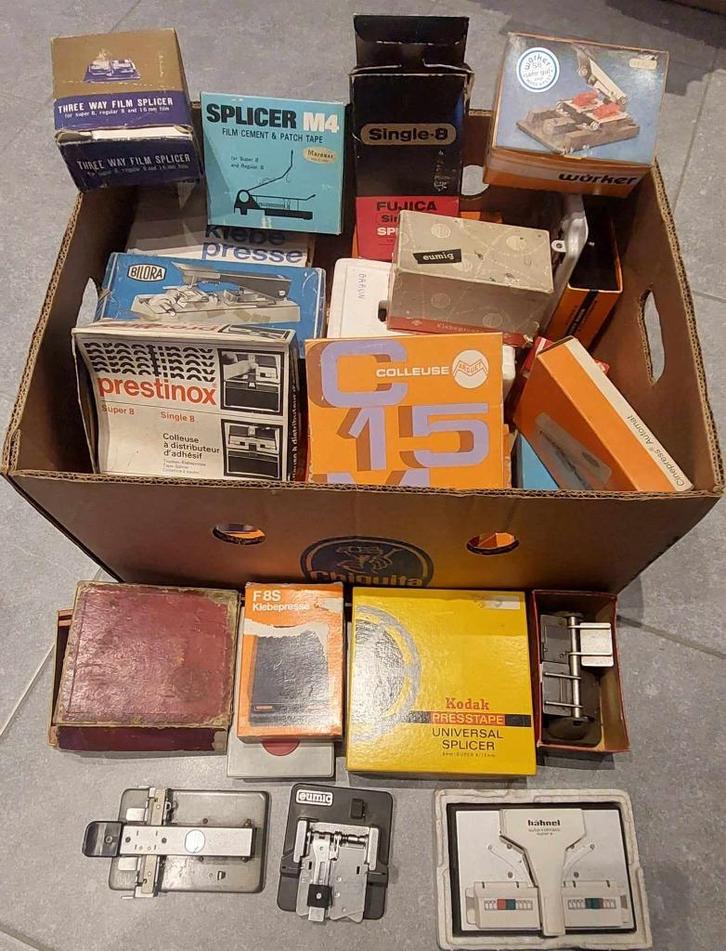 THREE WAY FILM SPLICER
for super 8, regular 8 and 16 mm film
THREE WAY FILM SPLICER
SPLICER M4
FILM CEMENT & PATCH TAPE
for Super 8
and Regular 8
Single-8
FUJICA
würker
klebe
presse
BILORA
BRAUN
eumig
prestinox
Super 8
Single 8
Colleuse
à distributeur
d'adhésif
COLLEUSE
C
15
Cinepress Automat
Chiquita
F8S
Klebepresse
Kodak
PRESSTAPE
UNIVERSAL
SPLICER
eumig
hähnel